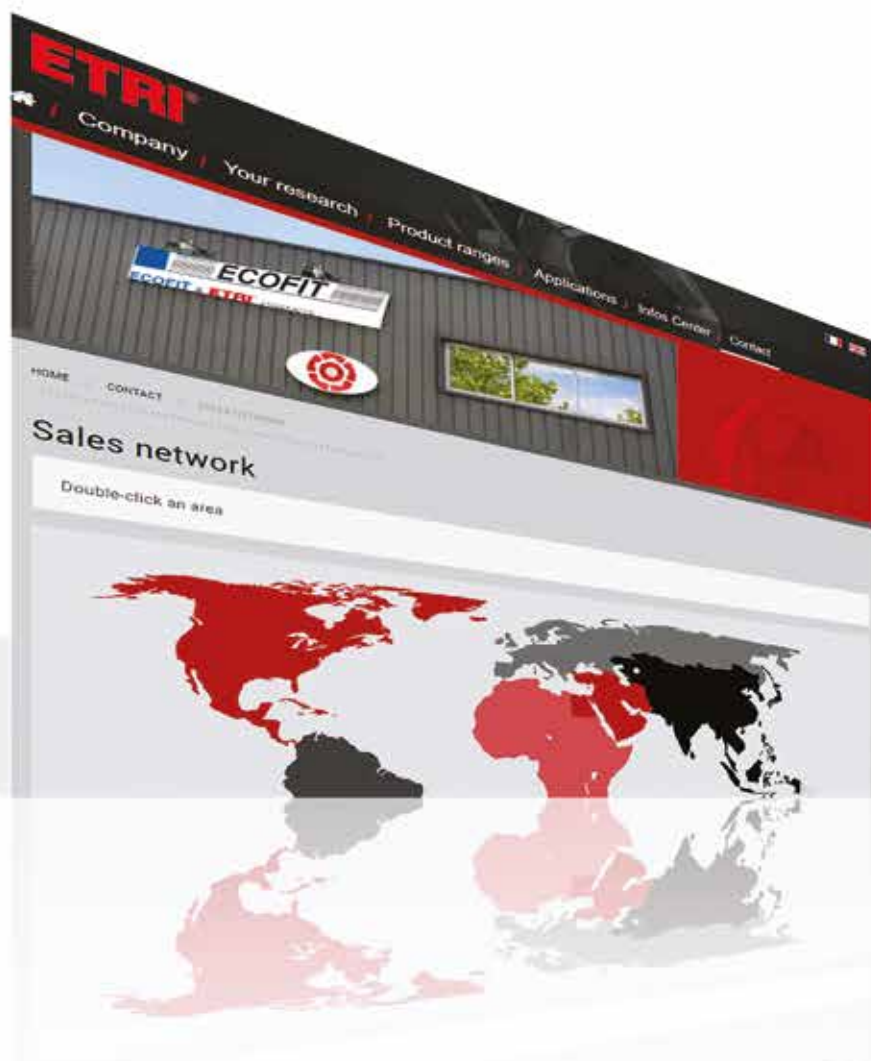 ETRI®
Company / Your research / Product ranges / Applications / Infos Center / Contact
ECOFIT
ECOFIT & ETRI
HOME
CONTACT
Sales network
Double-click an area